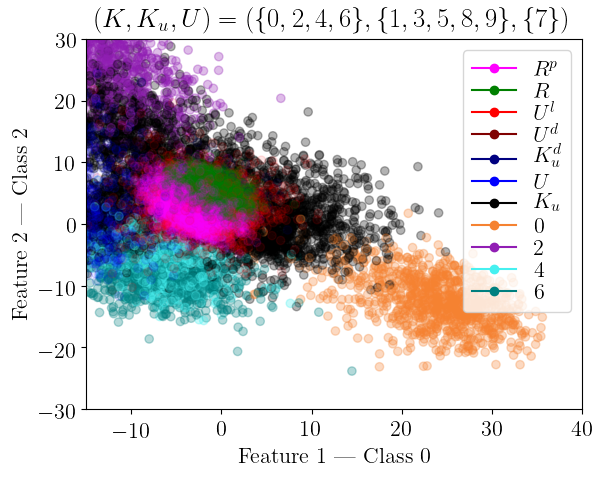 (K, K_u, U) = ({0, 2, 4, 6}, {1, 3, 5, 8, 9}, {7})
30
20
10
0
−10
−20
−30
−10
0
10
20
30
40
Feature 2 — Class 2
Feature 1 — Class 0
R^p
R
U^l
U^d
K_u^d
U
K_u
0
2
4
6